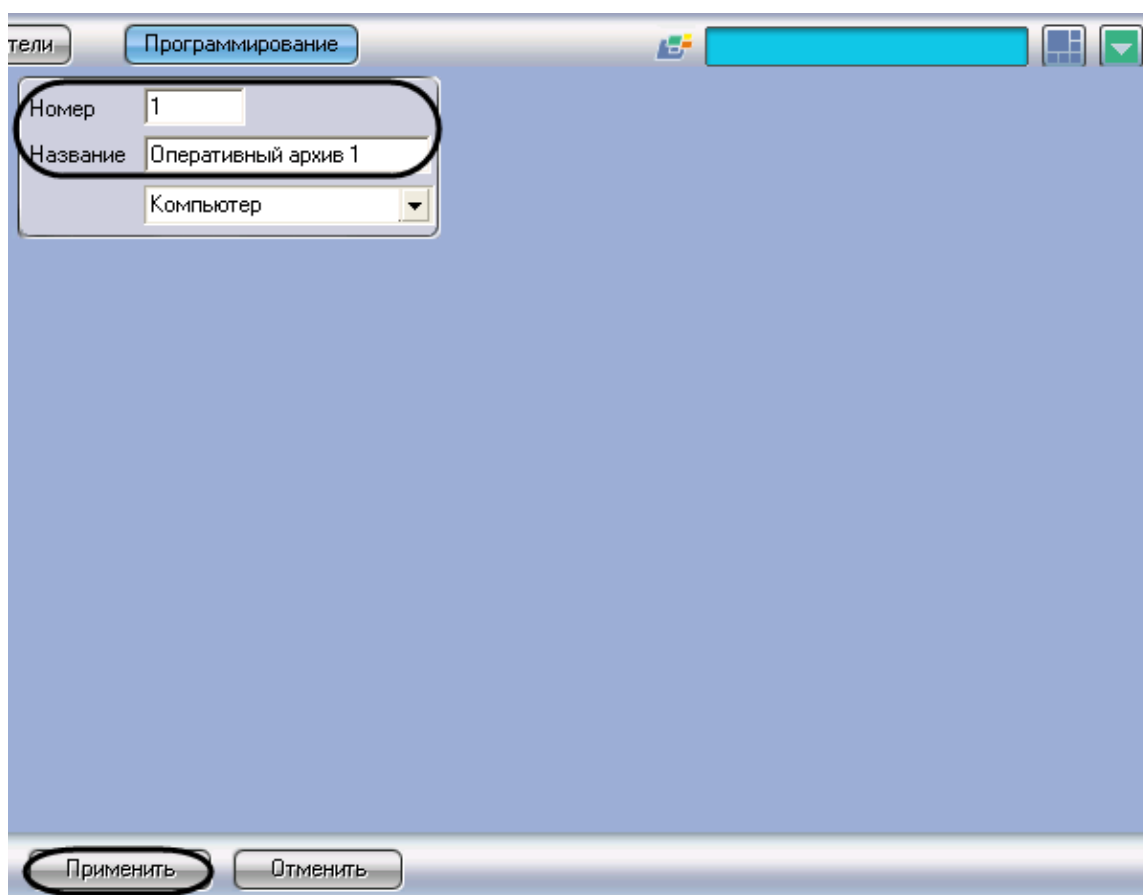 тели Программирование
Номер 1
Название Оперативный архив 1
Компьютер
Применить Отменить